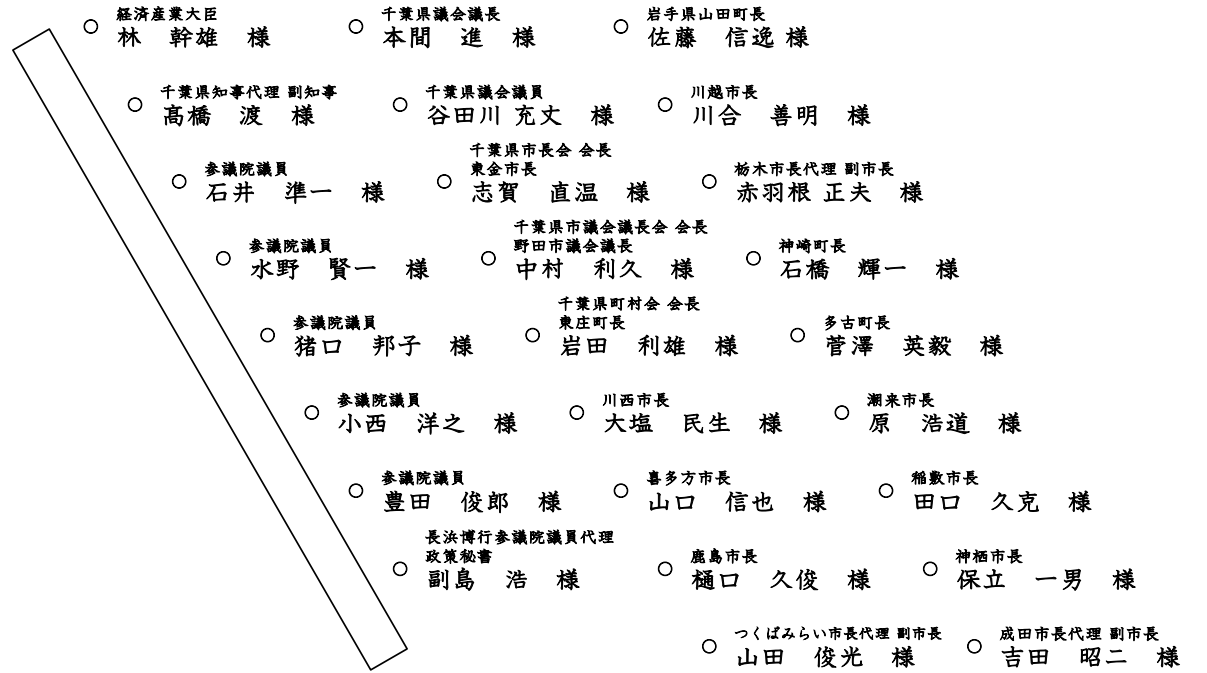 経済産業大臣
林　幹雄　様
千葉県議会議長
本間　進　様
岩手県山田町長
佐藤　信逸 様
千葉県知事代理 副知事
高橋　渡　様
千葉県議会議員
谷田川 充丈　様
川越市長
川合　善明　様
参議院議員
石井　準一　様
千葉県市長会 会長
東金市長
志賀　直温　様
栃木市長代理 副市長
赤羽根 正夫　様
参議院議員
水野　賢一　様
千葉県市議会議長会 会長
野田市議会議長
中村　利久　様
神崎町長
石橋　輝一　様
参議院議員
猪口　邦子　様
千葉県町村会 会長
東庄町長
岩田　利雄　様
多古町長
菅澤　英毅　様
参議院議員
小西　洋之　様
川西市長
大塩　民生　様
潮来市長
原　浩道　様
参議院議員
豊田　俊郎　様
喜多方市長
山口　信也　様
稲敷市長
田口　久克　様
長浜博行参議院議員代理
政策秘書
副島　浩　様
鹿島市長
樋口　久俊　様
神栖市長
保立　一男　様
つくばみらい市長代理 副市長
山田　俊光　様
成田市長代理 副市長
吉田　昭二　様